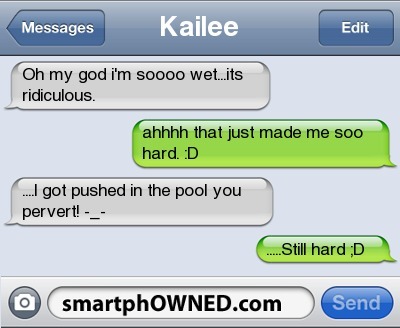 Messages
Kailee
Edit
Oh my god i'm soooo wet...its
ridiculous.
ahhhh that just made me soo
hard. :D
....I got pushed in the pool you
pervert! -_-
.....Still hard ;D
smartphOWNED.com
Send